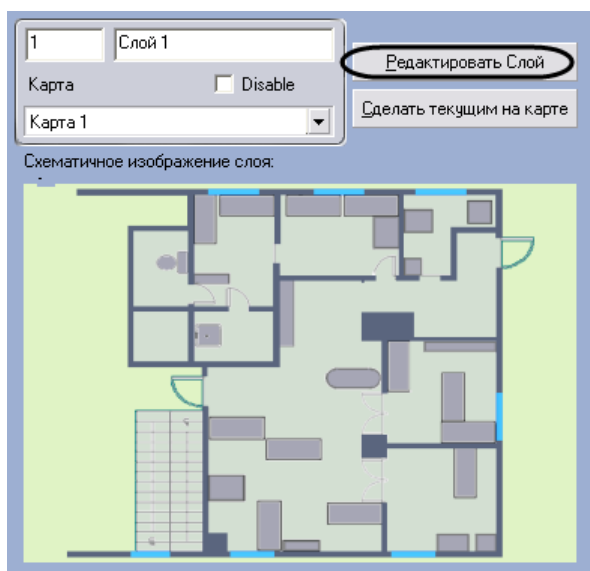 1
Слой 1
Редактировать Слой
Карта
Disable
Сделать текущим на карте
Карта 1
Схематичное изображение слоя: